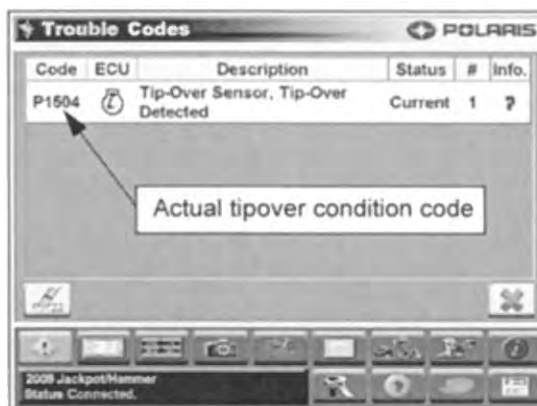 Trouble Codes POLARIS
Code ECU Description Status # Info.
P1504 Tip-Over Sensor, Tip-Over Detected Current 1 ?
Actual tipover condition code
2009 Jackpot/Hammer
Status Connected.